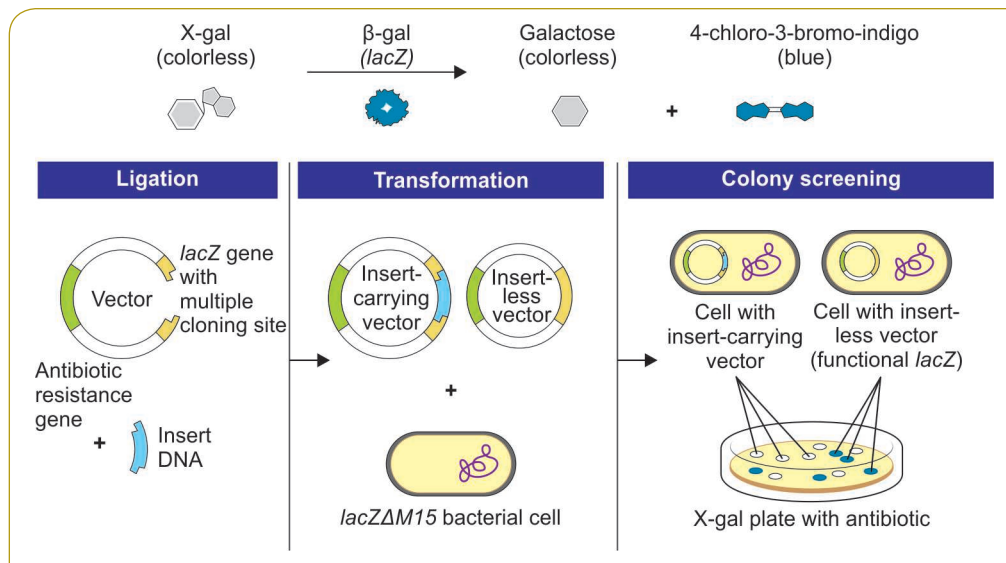 X-gal
(colorless)
β-gal
(lacZ)
Galactose
(colorless)
+
4-chloro-3-bromo-indigo
(blue)
Ligation
Vector
lacZ gene
with
multiple
cloning site
Antibiotic
resistance
gene
+
Insert
DNA
Transformation
Insert-
carrying
vector
Insert-
less
vector
+
lacZΔM15 bacterial cell
Colony screening
Cell with
insert-carrying
vector
Cell with insert-
less vector
(functional lacZ)
X-gal plate with antibiotic